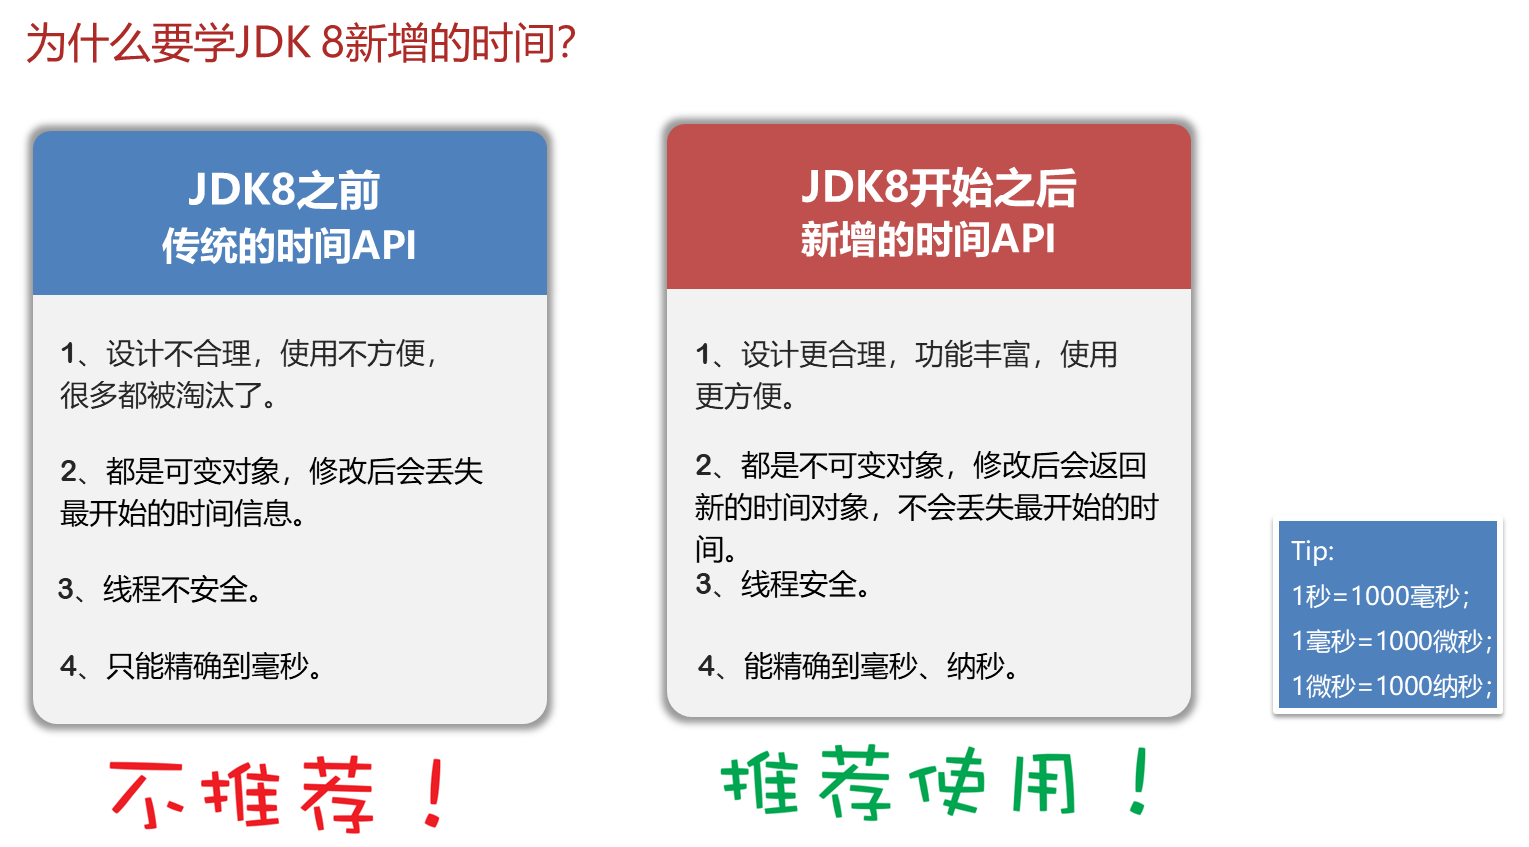 为什么要学JDK 8新增的时间？
JDK8之前
传统的时间API
1、设计不合理，使用不方便，
很多都被淘汰了。
2、都是可变对象，修改后会丢失
最开始的时间信息。
3、线程不安全。
4、只能精确到毫秒。
不推荐！
JDK8开始之后
新增的时间API
1、设计更合理，功能丰富，使用
更方便。
2、都是不可变对象，修改后会返回
新的时间对象，不会丢失最开始的时
间。
3、线程安全。
4、能精确到毫秒、纳秒。
推荐使用！
Tip:
1秒=1000毫秒；
1毫秒=1000微秒；
1微秒=1000纳秒；